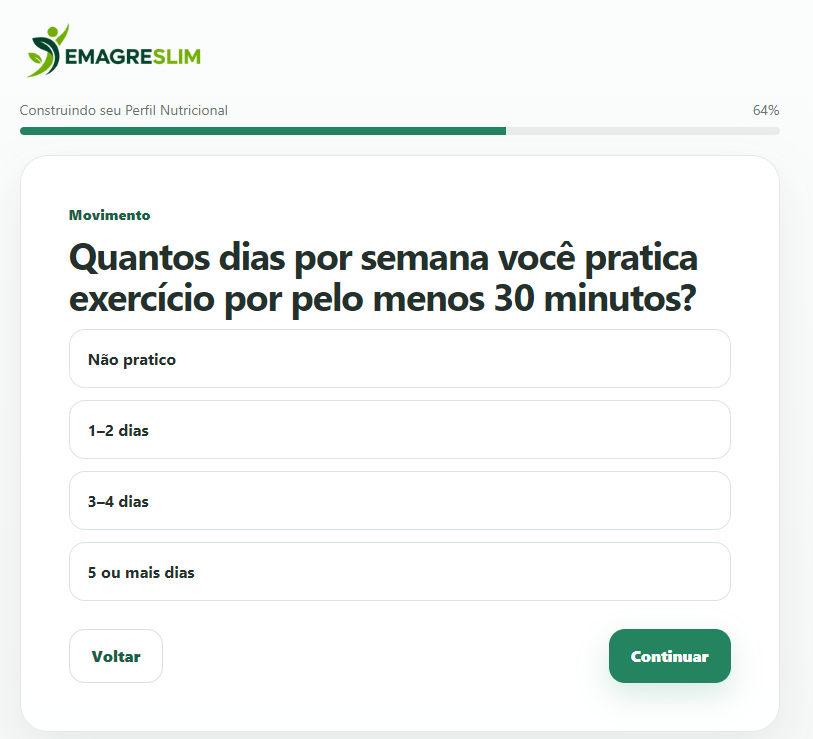 EMAGRESLIM
Construindo seu Perfil Nutricional 64%
Movimento
Quantos dias por semana você pratica
exercício por pelo menos 30 minutos?
Não pratico
1–2 dias
3–4 dias
5 ou mais dias
Voltar Continuar